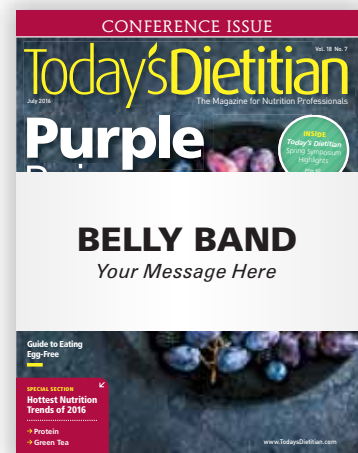 CONFERENCE ISSUE
Today'sDietitian
July 2016
Vol. 18 No. 7
The Magazine for Nutrition Professionals
Purple
INSIDE
Today's Dietitian
Spring Symposium
Highlights
BELLY BAND
Your Message Here
Guide to Eating
Egg-Free
SPECIAL SECTION
Hottest Nutrition
Trends of 2016
➔ Protein
➔ Green Tea
www.TodaysDietitian.com